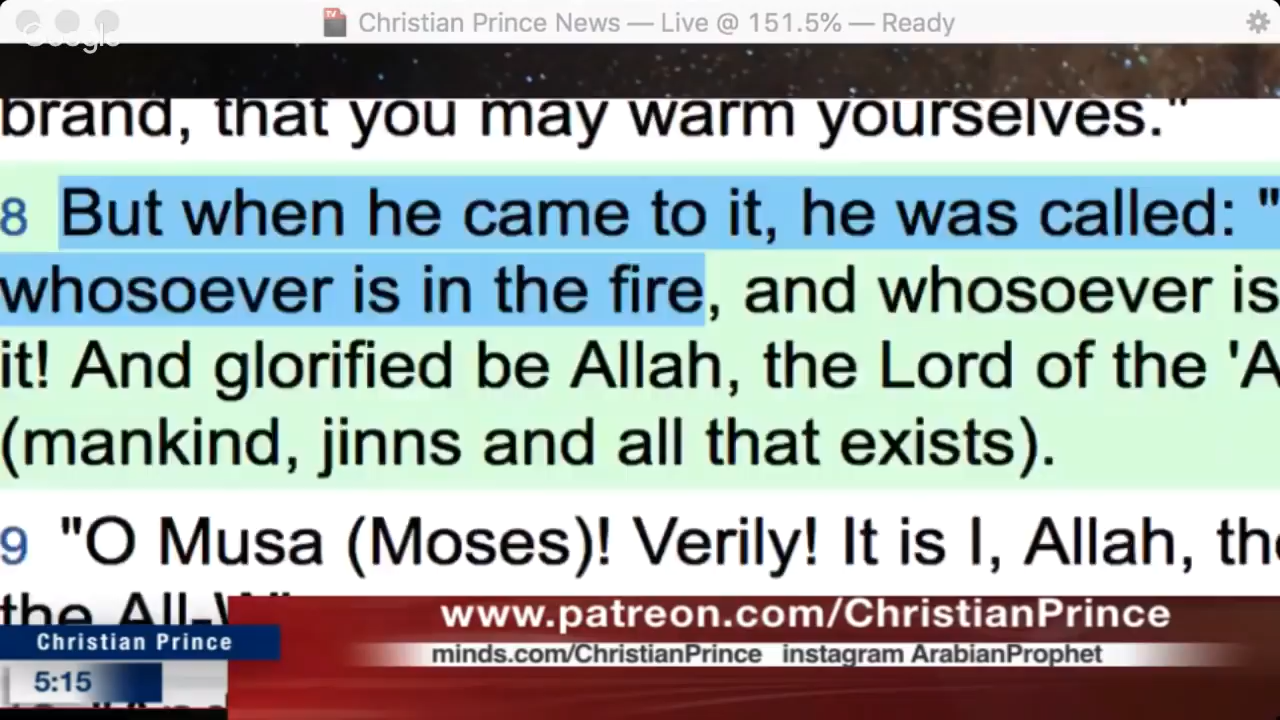 Christian Prince News — Live @ 151.5% — Ready
Google
brand, that you may warm yourselves."
8 But when he came to it, he was called: "
whosoever is in the fire, and whosoever is
it! And glorified be Allah, the Lord of the 'A
(mankind, jinns and all that exists).
9 "O Musa (Moses)! Verily! It is I, Allah, the
the All-W
www.patreon.com/ChristianPrince
Christian Prince
minds.com/ChristianPrince instagram ArabianProphet
5:15